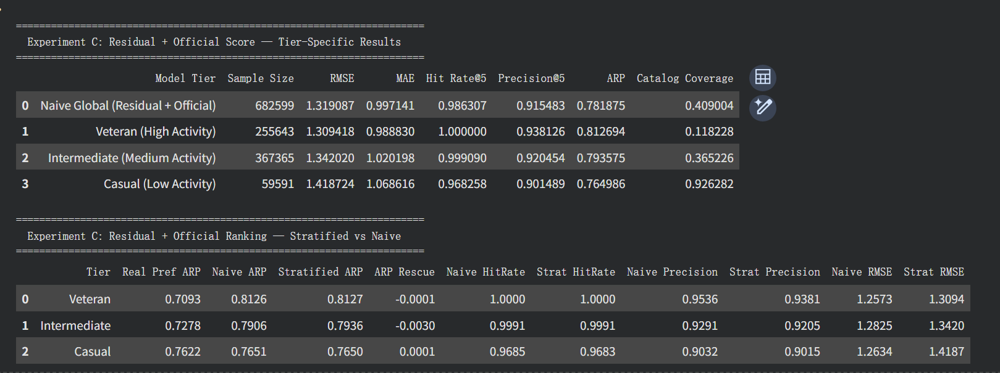 ======================================================================
Experiment C: Residual + Official Score — Tier-Specific Results
======================================================================
Model Tier Sample Size RMSE MAE Hit Rate@5 Precision@5 ARP Catalog Coverage
0 Naive Global (Residual + Official) 682599 1.319087 0.997141 0.986307 0.915483 0.781875 0.409004
1 Veteran (High Activity) 255643 1.309418 0.988830 1.000000 0.938126 0.812694 0.118228
2 Intermediate (Medium Activity) 367365 1.342020 1.020198 0.999090 0.920454 0.793575 0.365226
3 Casual (Low Activity) 59591 1.418724 1.068616 0.968258 0.901489 0.764986 0.926282
======================================================================
Experiment C: Residual + Official Ranking — Stratified vs Naive
======================================================================
Tier Real Pref ARP Naive ARP Stratified ARP ARP Rescue Naive HitRate Strat HitRate Naive Precision Strat Precision Naive RMSE Strat RMSE
0 Veteran 0.7093 0.8126 0.8127 -0.0001 1.0000 1.0000 0.9536 0.9381 1.2573 1.3094
1 Intermediate 0.7278 0.7906 0.7936 -0.0030 0.9991 0.9991 0.9291 0.9205 1.2825 1.3420
2 Casual 0.7622 0.7651 0.7650 0.0001 0.9685 0.9683 0.9032 0.9015 1.2634 1.4187